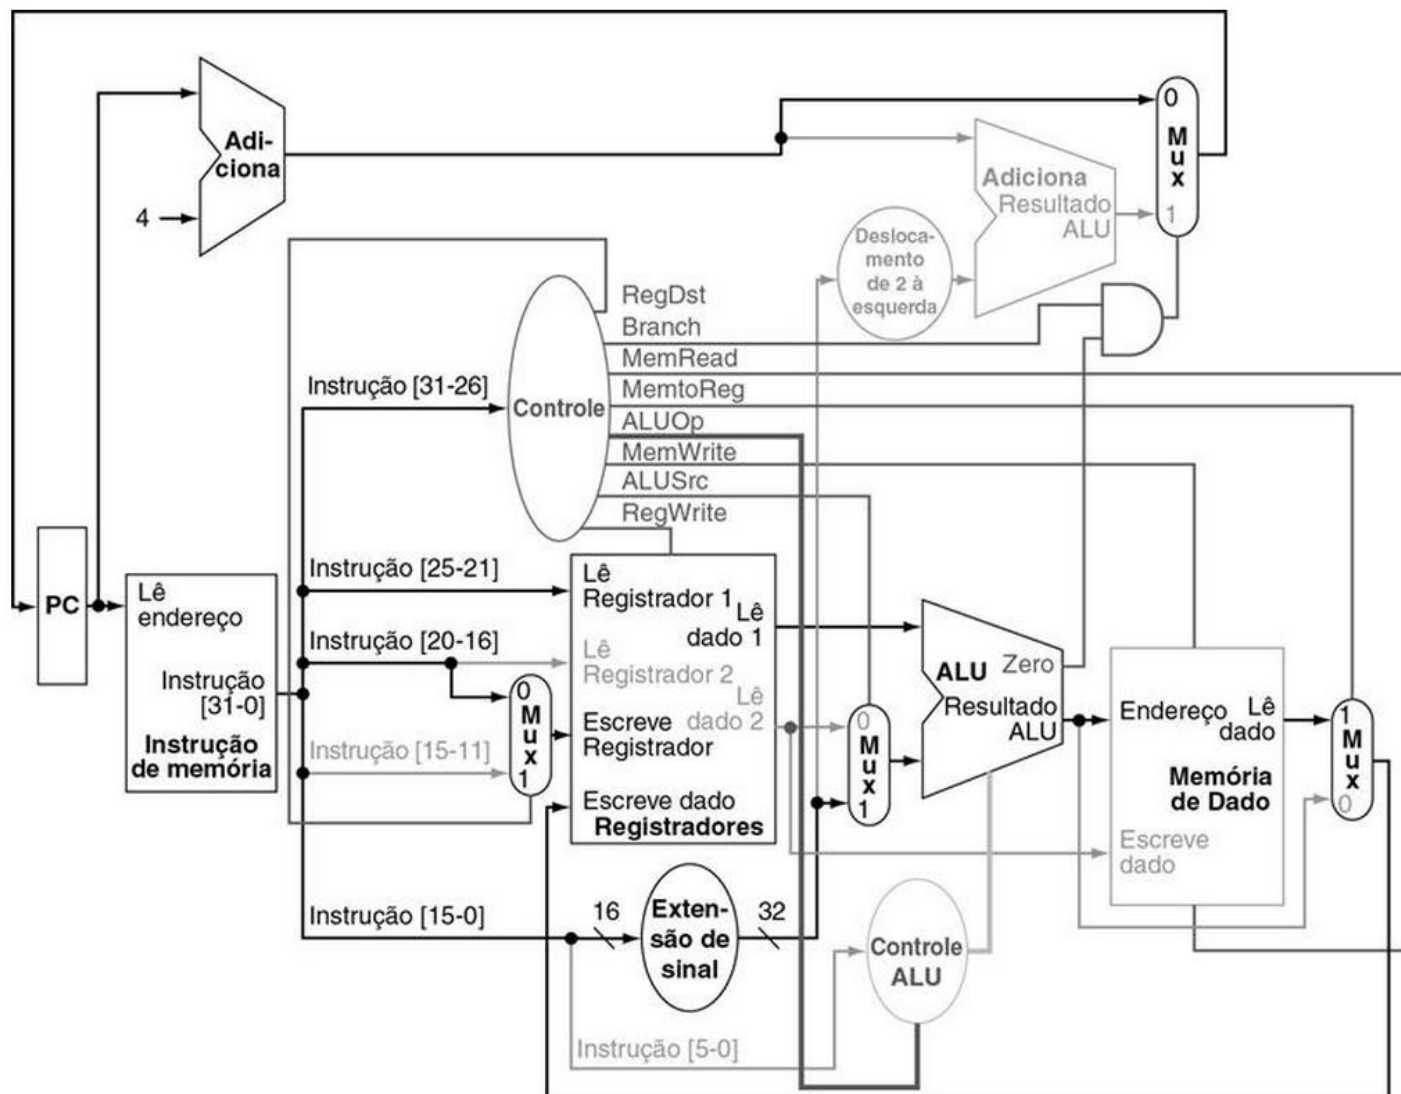 0
M
u
x
1
Adi-
ciona
4
Adiciona
Resultado
ALU
Desloca-
mento
de 2 à
esquerda
RegDst
Branch
MemRead
MemtoReg
ALUOp
MemWrite
ALUSrc
RegWrite
Instrução [31-26]
Controle
PC
Lê
endereço
Instrução
[31-0]
Instrução
de memória
Instrução [25-21]
Instrução [20-16]
Instrução [15-11]
0
M
u
x
1
Lê
Registrador 1
Lê
dado 1
Lê
Registrador 2
Lê
dado 2
Escreve
Registrador
Escreve dado
Registradores
0
M
u
x
1
ALU
Zero
Resultado
ALU
Endereço
Lê
dado
Memória
de Dado
Escreve
dado
1
M
u
x
0
Instrução [15-0]
16
Exten-
são de
sinal
32
Controle
ALU
Instrução [5-0]